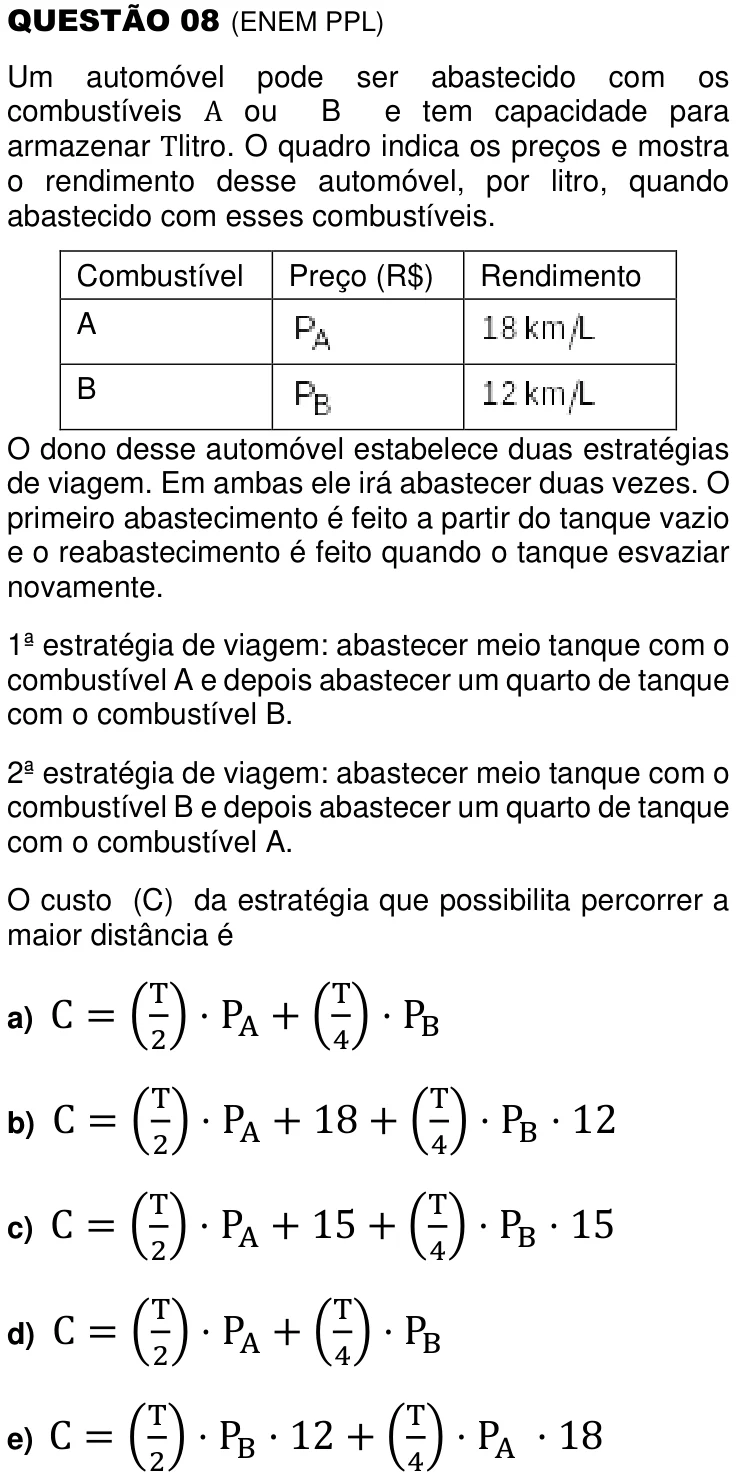 QUESTÃO 08 (ENEM PPL)
Um automóvel pode ser abastecido com os
combustíveis A ou B e tem capacidade para
armazenar Tlitro. O quadro indica os preços e mostra
o rendimento desse automóvel, por litro, quando
abastecido com esses combustíveis.
Combustível Preço (R$) Rendimento
A P_A 18 km/L
B P_B 12 km/L
O dono desse automóvel estabelece duas estratégias
de viagem. Em ambas ele irá abastecer duas vezes. O
primeiro abastecimento é feito a partir do tanque vazio
e o reabastecimento é feito quando o tanque esvaziar
novamente.
1ª estratégia de viagem: abastecer meio tanque com o
combustível A e depois abastecer um quarto de tanque
com o combustível B.
2ª estratégia de viagem: abastecer meio tanque com o
combustível B e depois abastecer um quarto de tanque
com o combustível A.
O custo (C) da estratégia que possibilita percorrer a
maior distância é
a) C = (T/2) · P_A + (T/4) · P_B
b) C = (T/2) · P_A + 18 + (T/4) · P_B · 12
c) C = (T/2) · P_A + 15 + (T/4) · P_B · 15
d) C = (T/2) · P_A + (T/4) · P_B
e) C = (T/2) · P_B · 12 + (T/4) · P_A · 18